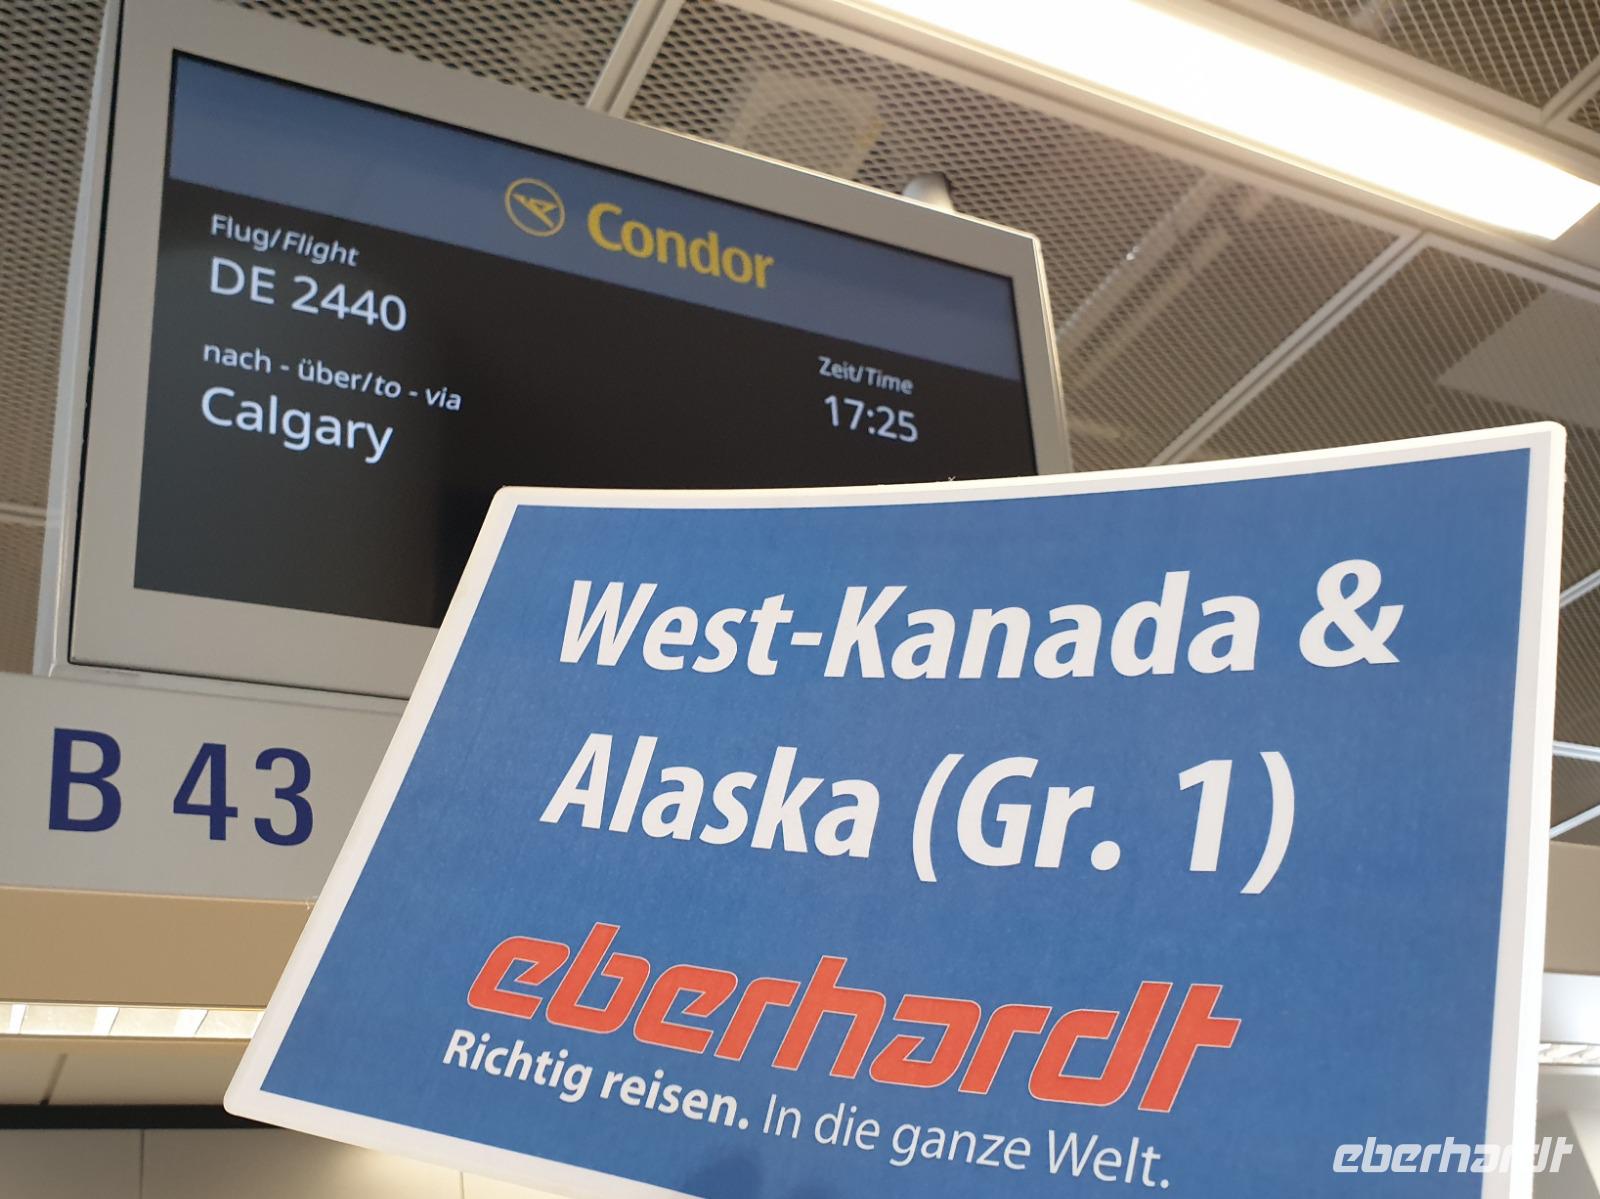 Condor
Flug/Flight
DE 2440
nach - über/to - via
Calgary
Zeit/Time
17:25
B 43
West-Kanada &
Alaska (Gr. 1)
eberhardt
Richtig reisen. In die ganze Welt.
eberhardt